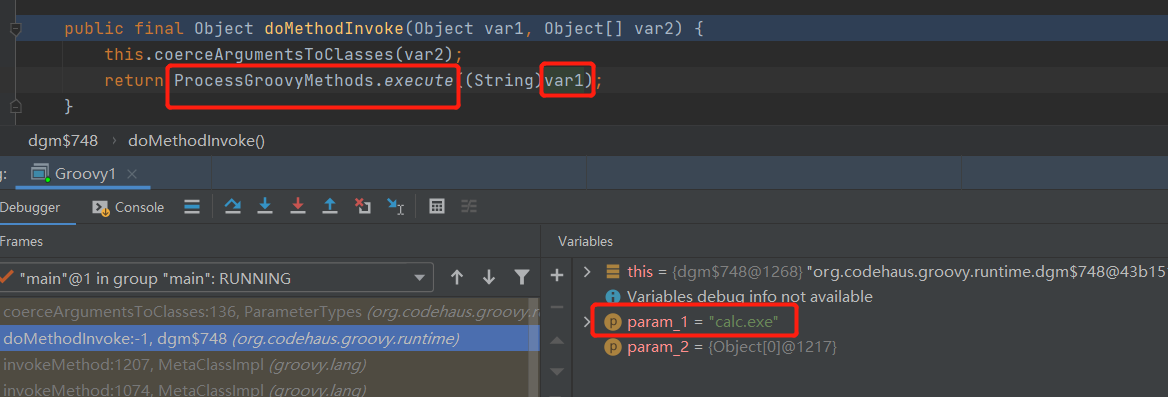 public final Object doMethodInvoke(Object var1, Object[] var2) {
this.coerceArgumentsToClasses(var2);
return ProcessGroovyMethods.execute((String)var1);
}
dgm$748 › doMethodInvoke()
g: Groovy1 ×
Debugger Console
Frames
Variables
"main"@1 in group "main": RUNNING
coerceArgumentsToClasses:136, ParameterTypes (org.codehaus.groovy.r
doMethodInvoke:-1, dgm$748 (org.codehaus.groovy.runtime)
invokeMethod:1207, MetaClassImpl (groovy.lang)
invokeMethod:1074, MetaClassImpl (groovy.lang)
this = {dgm$748@1268} "org.codehaus.groovy.runtime.dgm$748@43b15
Variables debug info not available
param_1 = "calc.exe"
param_2 = {Object[0]@1217}